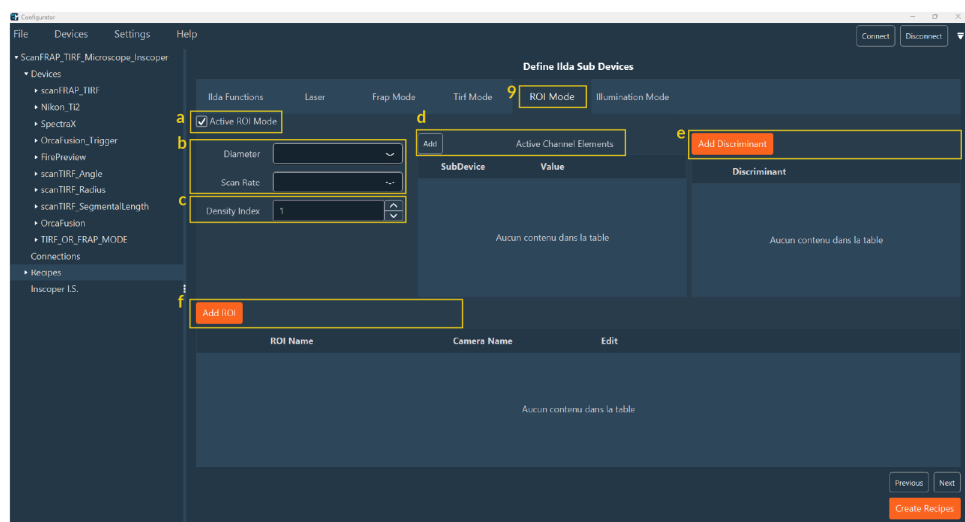 Configurator
File Devices Settings Help
Connect Disconnect
ScanFRAP_TIRF_Microscope_Inscoper
Devices
scanFRAP_TIRF
Nikon_Ti2
SpectraX
OrcaFusion_Trigger
FirePreview
scanTIRF_Angle
scanTIRF_Radius
scanTIRF_SegmentalLength
OrcaFusion
TIRF_OR_FRAP_MODE
Connections
Recipes
Inscoper I.S.
Define Ilda Sub Devices
Ilda Functions Laser Frap Mode Tirf Mode 9 ROI Mode Illumination Mode
a Active ROI Mode
b Diameter
Scan Rate
c Density Index 1
d
Add Active Channel Elements
SubDevice Value
Aucun contenu dans la table
e Add Discriminant
Discriminant
Aucun contenu dans la table
f Add ROI
ROI Name Camera Name Edit
Aucun contenu dans la table
Previous Next
Create Recipes